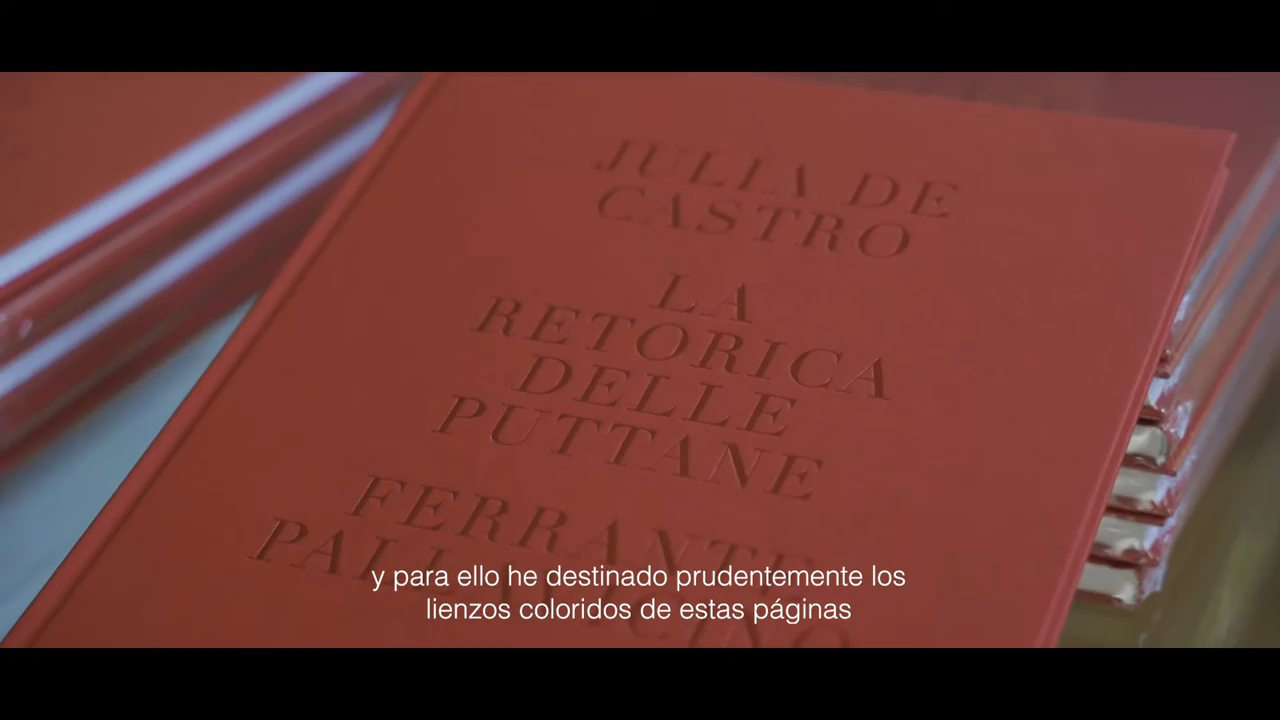 JULIA DE
CASTRO
LA
RETORICA
DELLE
PUTTANE
FERRANTE
PALLAVICINO
y para ello he destinado prudentemente los
lienzos coloridos de estas páginas